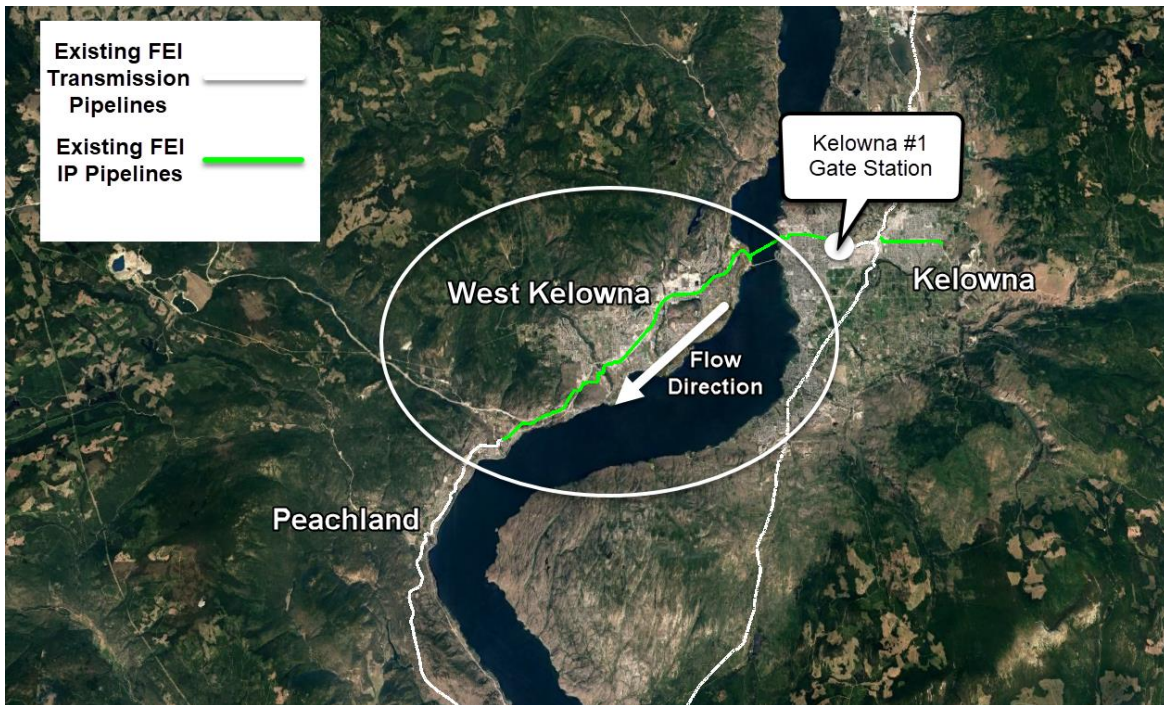 Existing FEI
Transmission
Pipelines
Existing FEI
IP Pipelines
Kelowna #1
Gate Station
West Kelowna
Kelowna
Flow
Direction
Peachland